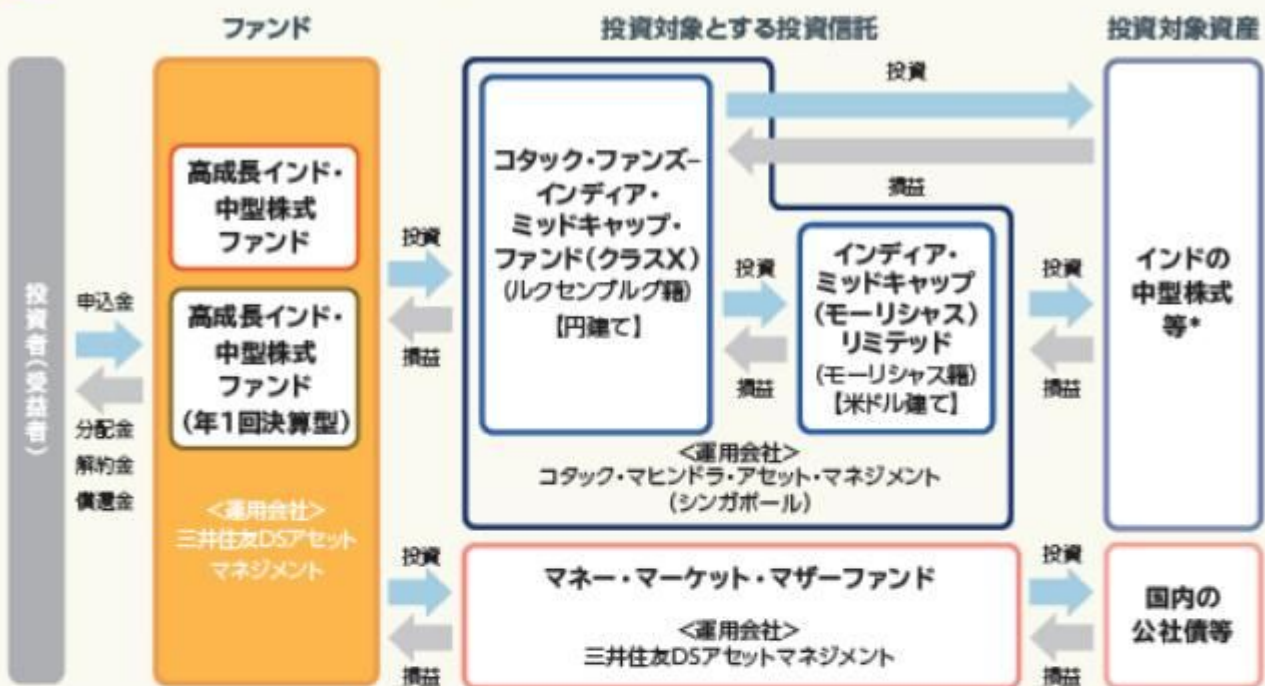 ファンド
投資対象とする投資信託
投資対象資産
投資者(受益者)
申込金
分配金
解約金
償還金
高成長インド・
中型株式
ファンド
高成長インド・
中型株式
ファンド
(年1回決算型)
<運用会社>
三井住友DSアセット
マネジメント
投資
損益
コタック・ファンズ-
インディア・
ミッドキャップ・
ファンド(クラスX)
(ルクセンブルグ籍)
【円建て】
投資
損益
投資
損益
インディア・
ミッドキャップ
(モーリシャス)
リミテッド
(モーリシャス籍)
【米ドル建て】
<運用会社>
コタック・マヒンドラ・アセット・マネジメント
(シンガポール)
投資
損益
インドの
中型株式
等*
投資
損益
マネー・マーケット・マザーファンド
<運用会社>
三井住友DSアセットマネジメント
投資
損益
国内の
公社債等